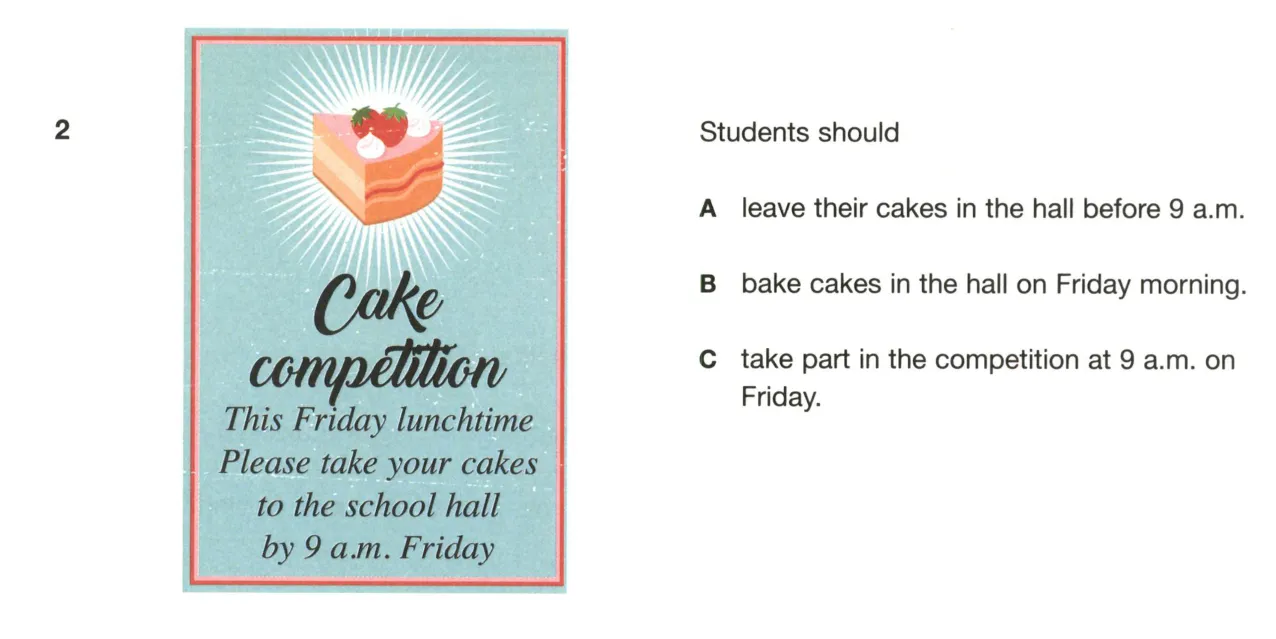 2
Cake
competition
This Friday lunchtime
Please take your cakes
to the school hall
by 9 a.m. Friday
Students should
A leave their cakes in the hall before 9 a.m.
B bake cakes in the hall on Friday morning.
C take part in the competition at 9 a.m. on
Friday.